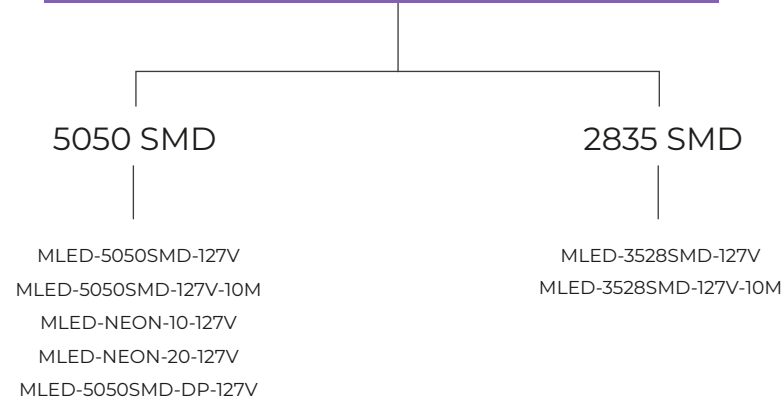 5050 SMD
2835 SMD
MLED-5050SMD-127V
MLED-5050SMD-127V-10M
MLED-NEON-10-127V
MLED-NEON-20-127V
MLED-5050SMD-DP-127V
MLED-3528SMD-127V
MLED-3528SMD-127V-10M